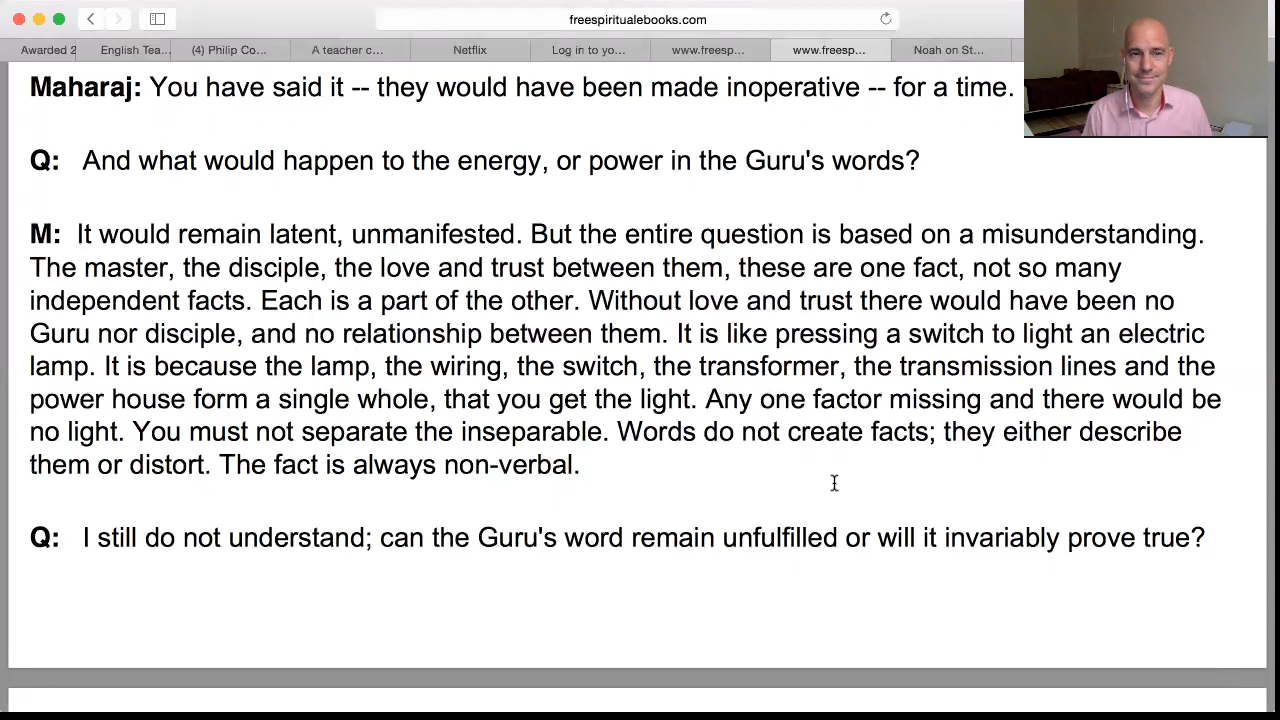 freespiritualebooks.com
Awarded 2
English Tea...
(4) Philip Co...
A teacher c...
Netflix
Log in to yo...
www.freesp...
www.freesp...
Noah on St...
Maharaj: You have said it -- they would have been made inoperative -- for a time.
Q: And what would happen to the energy, or power in the Guru's words?
M: It would remain latent, unmanifested. But the entire question is based on a misunderstanding.
The master, the disciple, the love and trust between them, these are one fact, not so many
independent facts. Each is a part of the other. Without love and trust there would have been no
Guru nor disciple, and no relationship between them. It is like pressing a switch to light an electric
lamp. It is because the lamp, the wiring, the switch, the transformer, the transmission lines and the
power house form a single whole, that you get the light. Any one factor missing and there would be
no light. You must not separate the inseparable. Words do not create facts; they either describe
them or distort. The fact is always non-verbal.
Q: I still do not understand; can the Guru's word remain unfulfilled or will it invariably prove true?